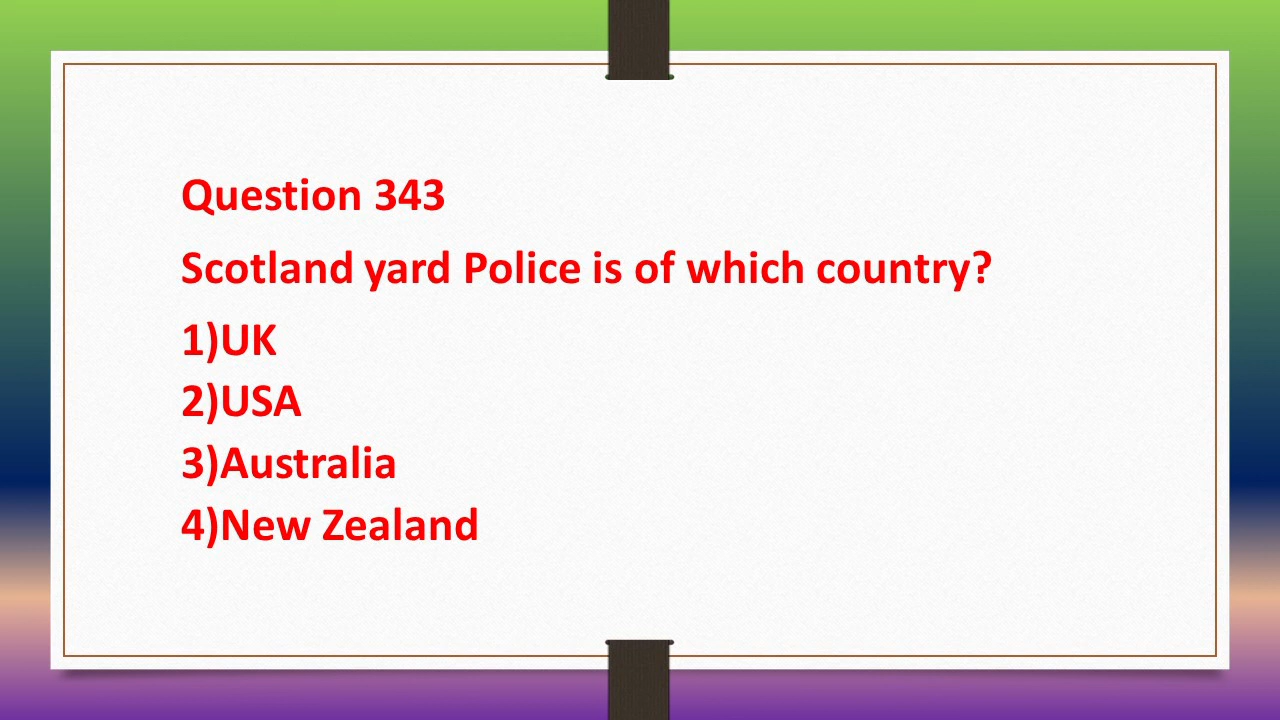 Question 343
Scotland yard Police is of which country?
1)UK
2)USA
3)Australia
4)New Zealand